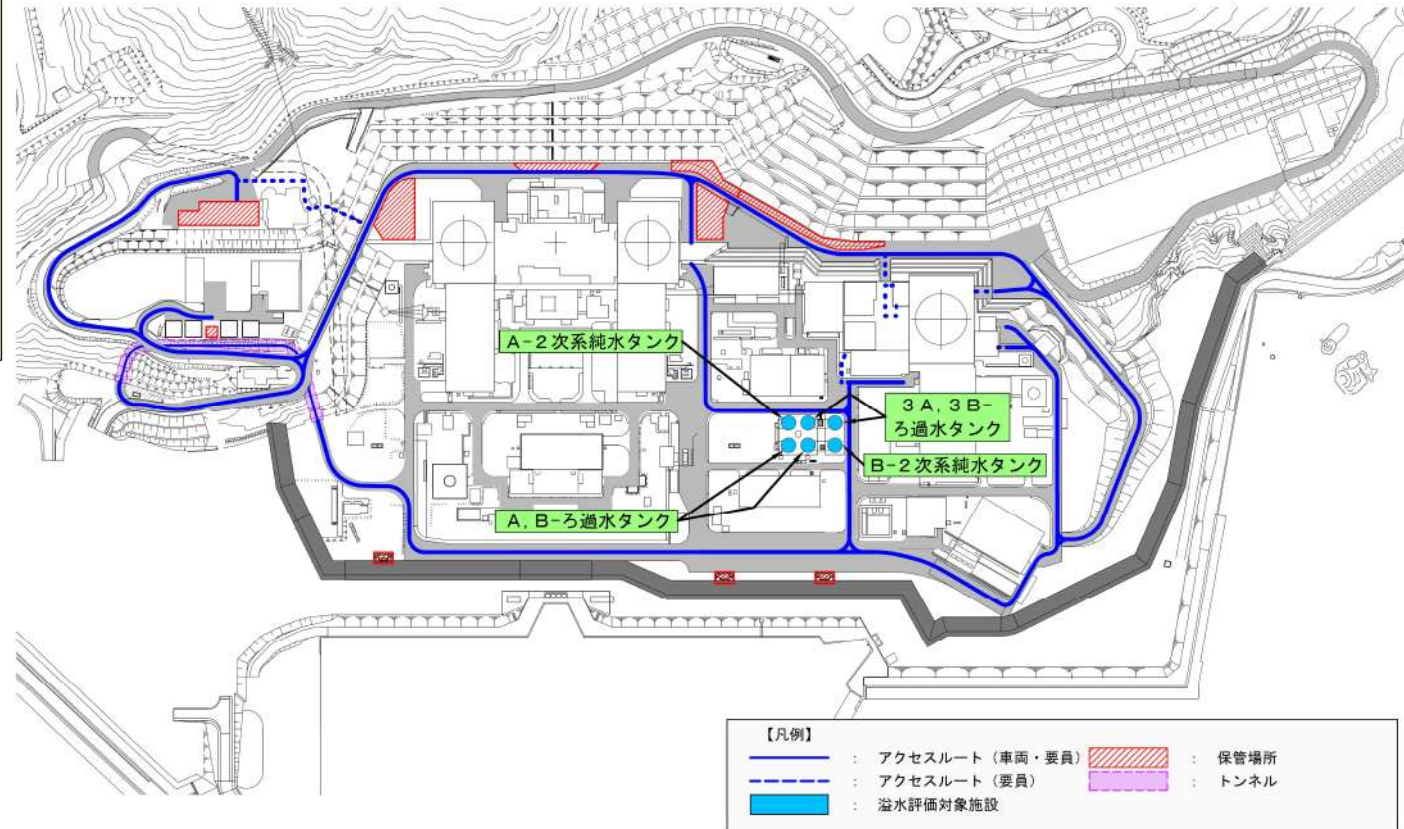 A-2次系純水タンク
3A,3B-
ろ過水タンク
B-2次系純水タンク
A,B-ろ過水タンク
【凡例】
: アクセスルート（車両・要員）
: 保管場所
: アクセスルート（要員）
: トンネル
: 溢水評価対象施設